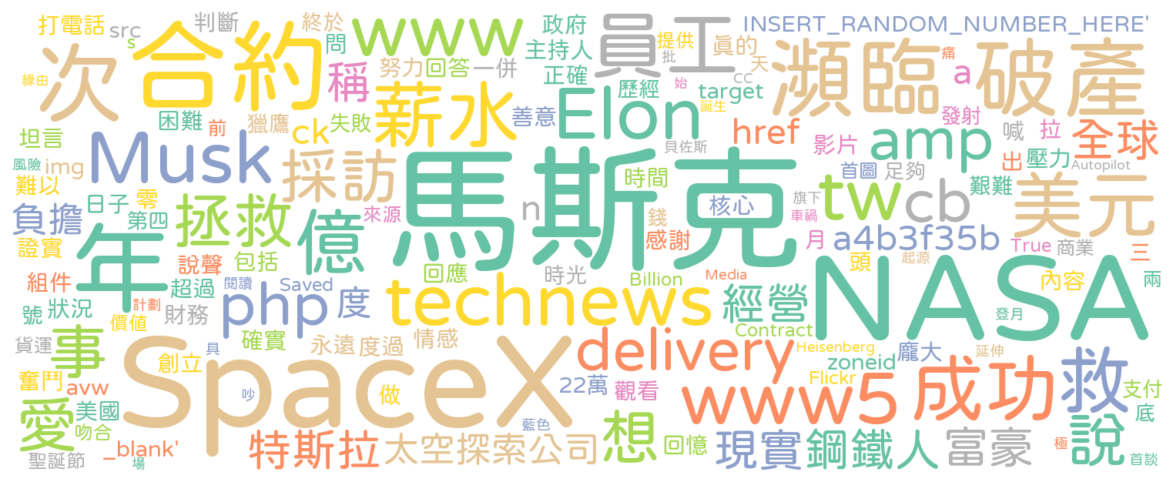 打電話 src 判斷 終於 www 政府 員工 INSERT_RANDOM_NUMBER_HERE'
s 次 合約 問 主持人 提供 批 眞的 天 瀕臨 破產 痛
緣由 努力 回答 一併 正確 歷經 始 cc target a
稱 薪水 善意 Elon 誕生 發射 喊 拉 全球
困難 前 獵鷹 ck 失敗 href 影片 amp 出 壓力
坦言 Musk 採訪 馬斯克 貝佐斯 首圖 足夠 Autopilot
風險 img 難以 日子 零 時間 核心 旗下 tw cb 艱難 美元
負擔 第四 拯救 億 來源 n 錢 車禍
證實 年 說聲 包括 感謝 月 a4b3f35b True 商業 三
組件 超過 回應 時光 Billion Media 經營 頭 起源 內容 兩
號 狀況 計劃 閱讀 Saved php 度 technews NASA 登月
價値 財務 確實 永遠 度過 情感 Contract
貨運 事 創立 SpaceX delivery Heisenberg zoneid 龐大 延伸
奮鬥 avw 具 吵 做 22萬 觀看 www5 Flickr 成功 救 支付
愛 美國 藍色 想 底
吻合 _blank' 特斯拉 太空探索公司 回憶 現實 鋼鐵人 富豪 極 說
聖誕節 場 首談